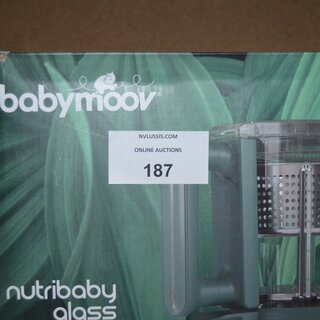 babymoov
NVLUSSIS.COM
ONLINE AUCTIONS
187
nutribaby
glass